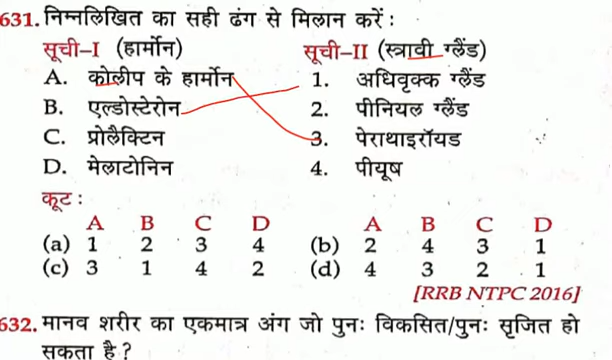 631. निम्नलिखित का सही ढंग से मिलान करें :
सूची–I (हार्मोन) सूची–II (स्त्रावी ग्लैंड)
A. कोलीप के हार्मोन 1. अधिवृक्क ग्लैंड
B. एल्डोस्टेरोन 2. पीनियल ग्लैंड
C. प्रोलैक्टिन 3. पेराथाइरॉयड
D. मेलाटोनिन 4. पीयूष
कूट :
A B C D A B C D
(a) 1 2 3 4 (b) 2 4 3 1
(c) 3 1 4 2 (d) 4 3 2 1
[RRB NTPC 2016]
632. मानव शरीर का एकमात्र अंग जो पुनः विकसित/पुनः सृजित हो
सकता है?